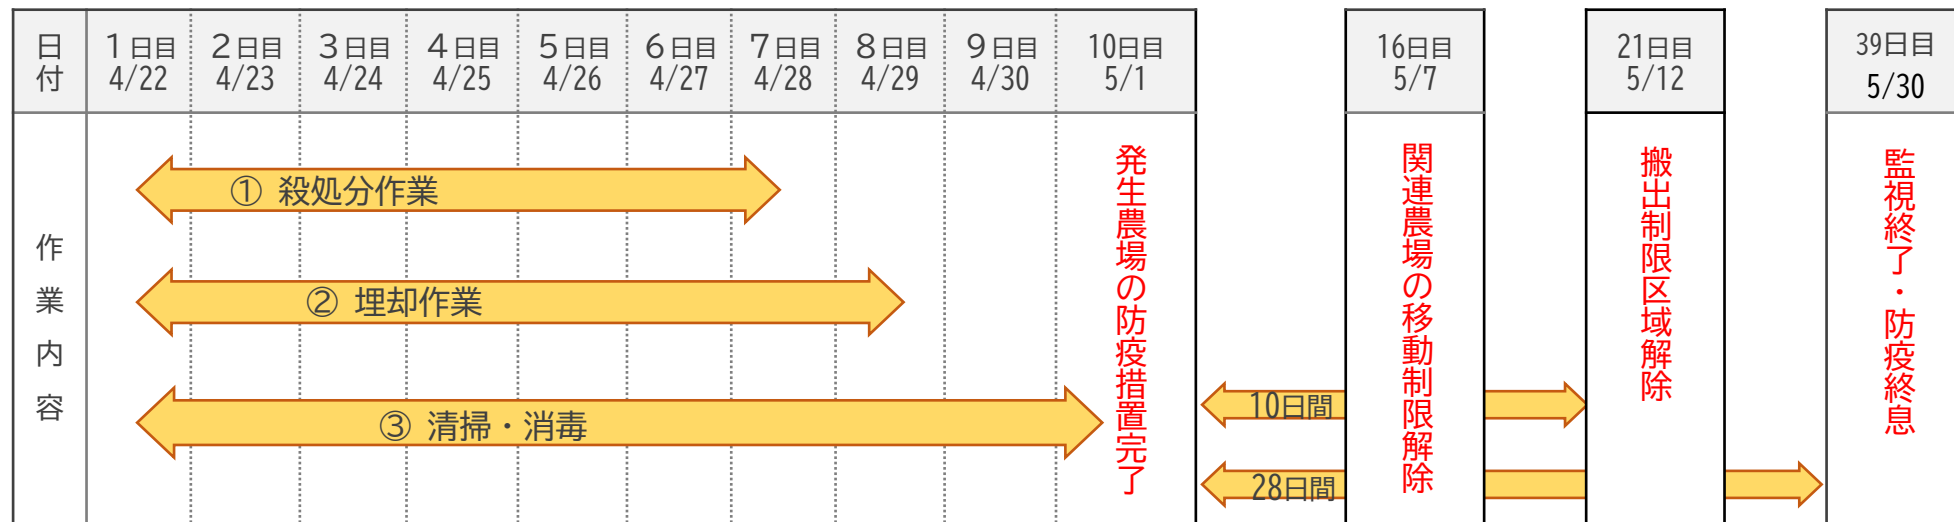 日付
1日目
4/22
2日目
4/23
3日目
4/24
4日目
4/25
5日目
4/26
6日目
4/27
7日目
4/28
8日目
4/29
9日目
4/30
10日目
5/1
16日目
5/7
21日目
5/12
39日目
5/30
作業内容
① 殺処分作業
② 埋却作業
③ 清掃・消毒
発生農場の防疫措置完了
10日間
28日間
関連農場の移動制限解除
搬出制限区域解除
監視終了・防疫終息